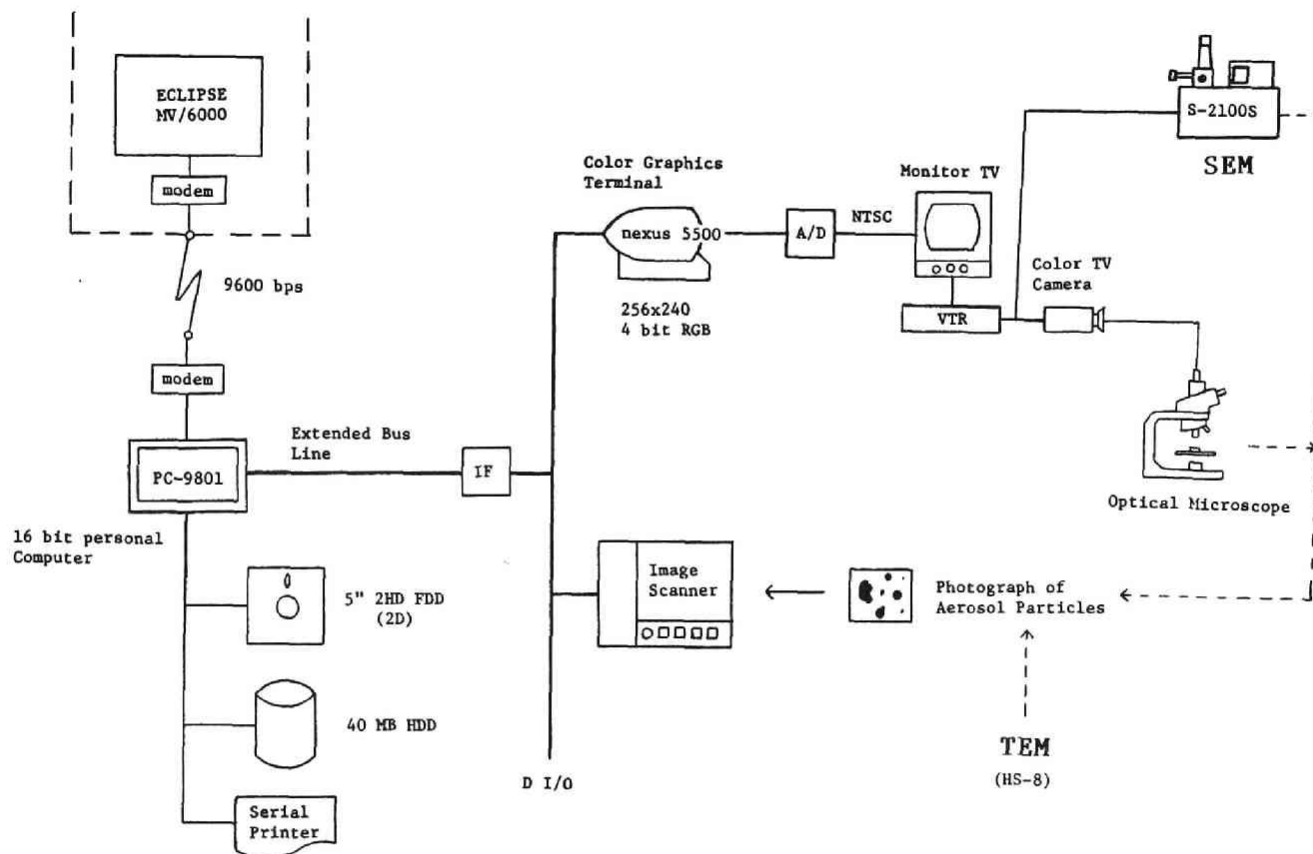 ECLIPSE
MV/6000
modem
9600 bps
modem
PC-9801
16 bit personal
Computer
Extended Bus
Line
IF
5" 2HD FDD
(2D)
40 MB HDD
Serial
Printer
D I/O
Color Graphics
Terminal
nexus 5500
256x240
4 bit RGB
A/D
NTSC
Monitor TV
VTR
Color TV
Camera
S-2100S
SEM
Optical Microscope
Image
Scanner
Photograph of
Aerosol Particles
TEM
(HS-8)